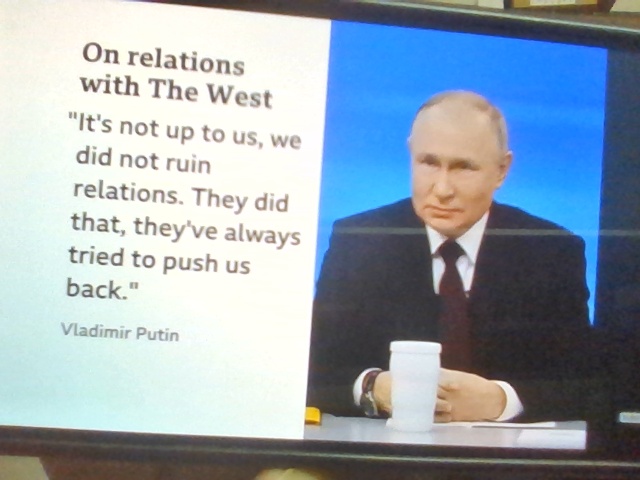 On relations
with The West
"It's not up to us, we
did not ruin
relations. They did
that, they've always
tried to push us
back."
Vladimir Putin